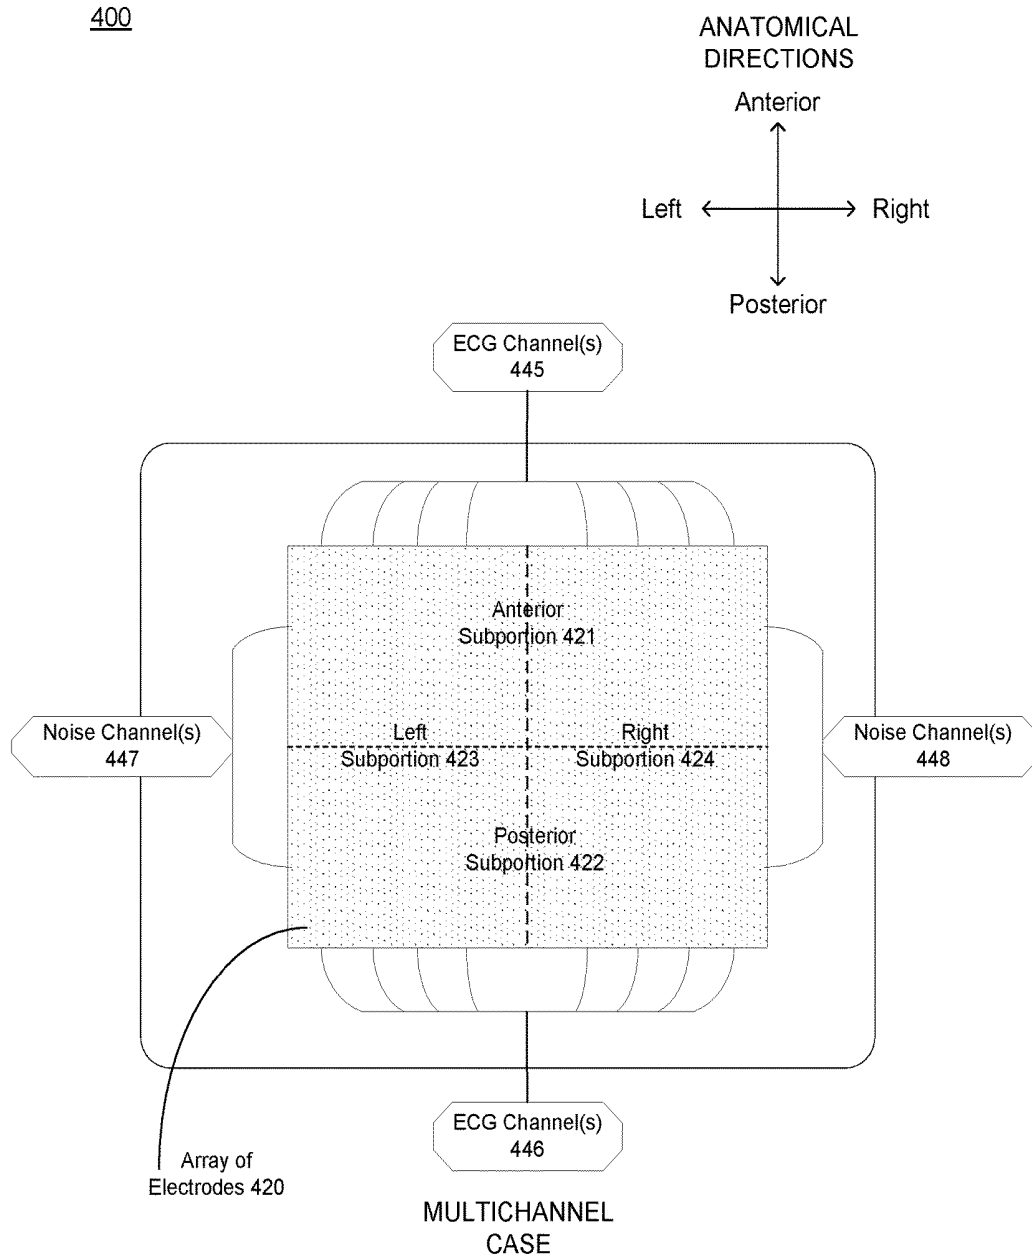 400
ANATOMICAL
DIRECTIONS
Anterior
Left
Right
Posterior
ECG Channel(s)
445
Anterior
Subportion 421
Noise Channel(s)
447
Left
Subportion 423
Right
Subportion 424
Noise Channel(s)
448
Posterior
Subportion 422
Array of
Electrodes 420
ECG Channel(s)
446
MULTICHANNEL
CASE